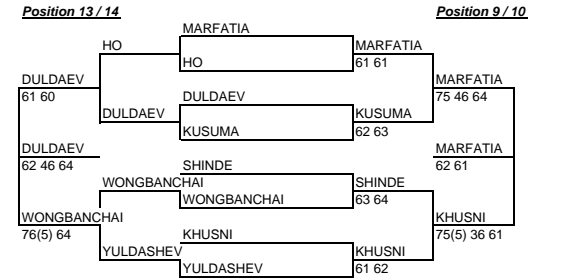 Position 13 / 14
Position 9 / 10
MARFATIA
HO
MARFATIA
HO
61 61
DULDAEV
MARFATIA
61 60
DULDAEV
75 46 64
DULDAEV
KUSUMA
KUSUMA
62 63
DULDAEV
MARFATIA
62 46 64
SHINDE
62 61
WONGBANCHAI
SHINDE
WONGBANCHAI
63 64
WONGBANCHAI
KHUSNI
76(5) 64
KHUSNI
75(5) 36 61
YULDASHEV
KHUSNI
YULDASHEV
61 62